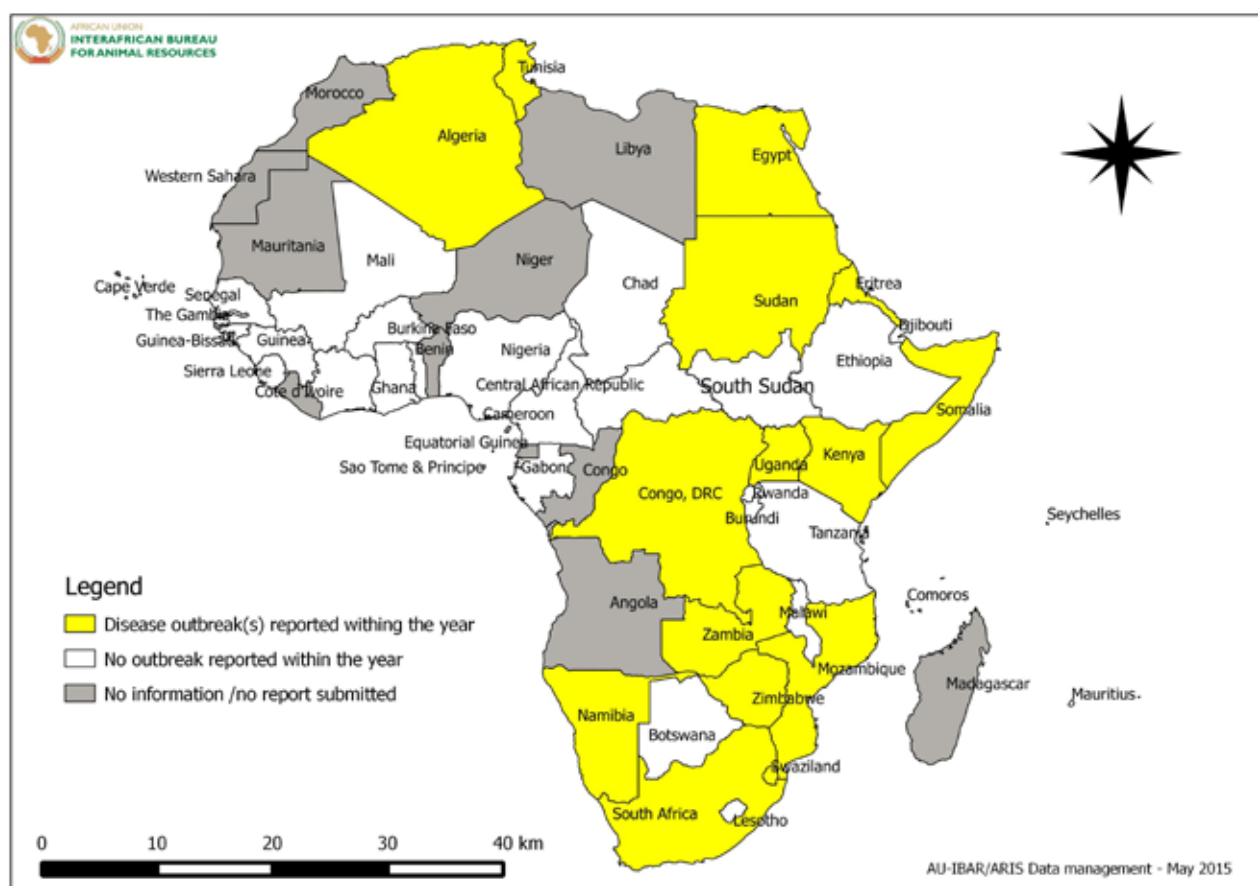 AFRICAN UNION
INTERAFRICAN BUREAU
FOR ANIMAL RESOURCES
Tunisia
Morocco
Algeria
Libya
Egypt
Western Sahara
Mauritania
Mali
Niger
Chad
Sudan
Eritrea
Cape Verde
Senegal
The Gambia
Guinea-Bissau
Guinea
Burkina Faso
Djibouti
Benin
Nigeria
Ethiopia
Sierra Leone
Cote d'Ivoire
Ghana
Central African Republic
South Sudan
Cameroon
Somalia
Equatorial Guinea
Sao Tome & Principe
Gabon
Congo
Uganda
Kenya
Congo, DRC
Rwanda
Burundi
Tanzania
Seychelles
Comoros
Angola
Malawi
Zambia
Mozambique
Madagascar
Mauritius
Zimbabwe
Namibia
Botswana
Swaziland
South Africa
Lesotho
Legend
Disease outbreak(s) reported withing the year
No outbreak reported within the year
No information /no report submitted
0 10 20 30 40 km
AU-IBAR/ARIS Data management - May 2015